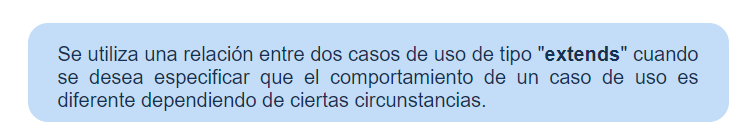 Se utiliza una relación entre dos casos de uso de tipo "extends" cuando
se desea especificar que el comportamiento de un caso de uso es
diferente dependiendo de ciertas circunstancias.